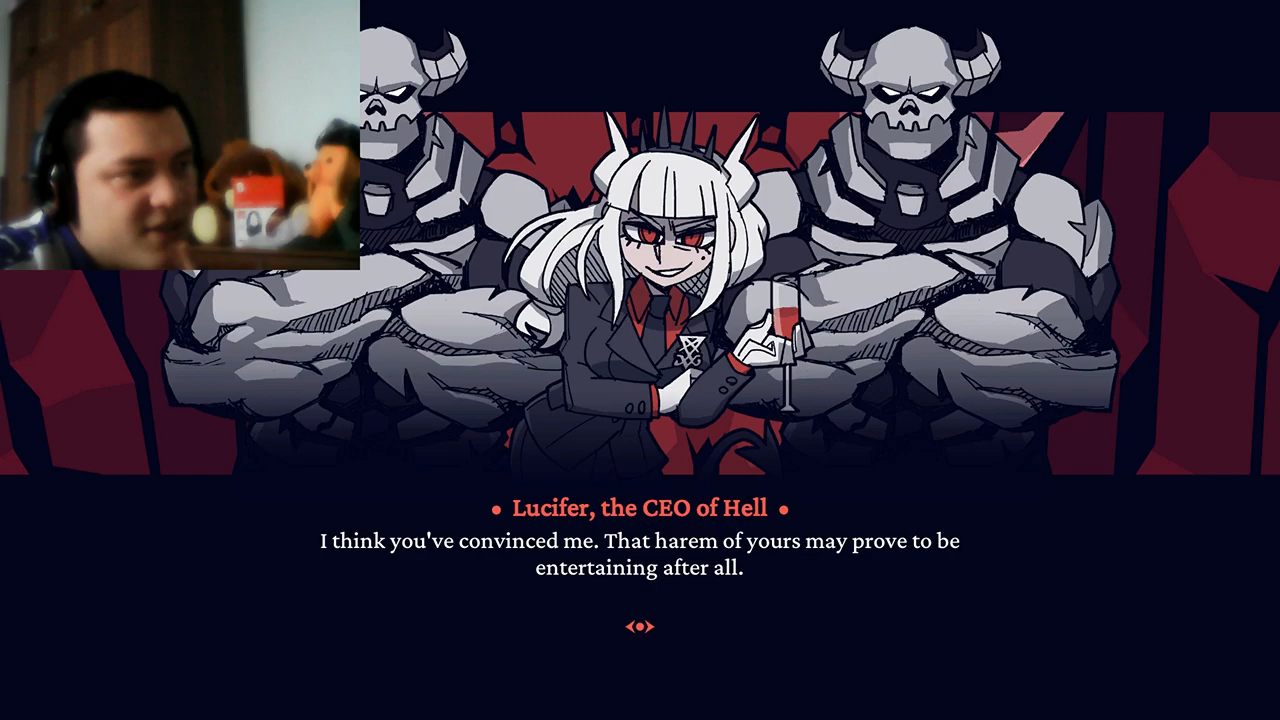 • Lucifer, the CEO of Hell •
I think you've convinced me. That harem of yours may prove to be
entertaining after all.